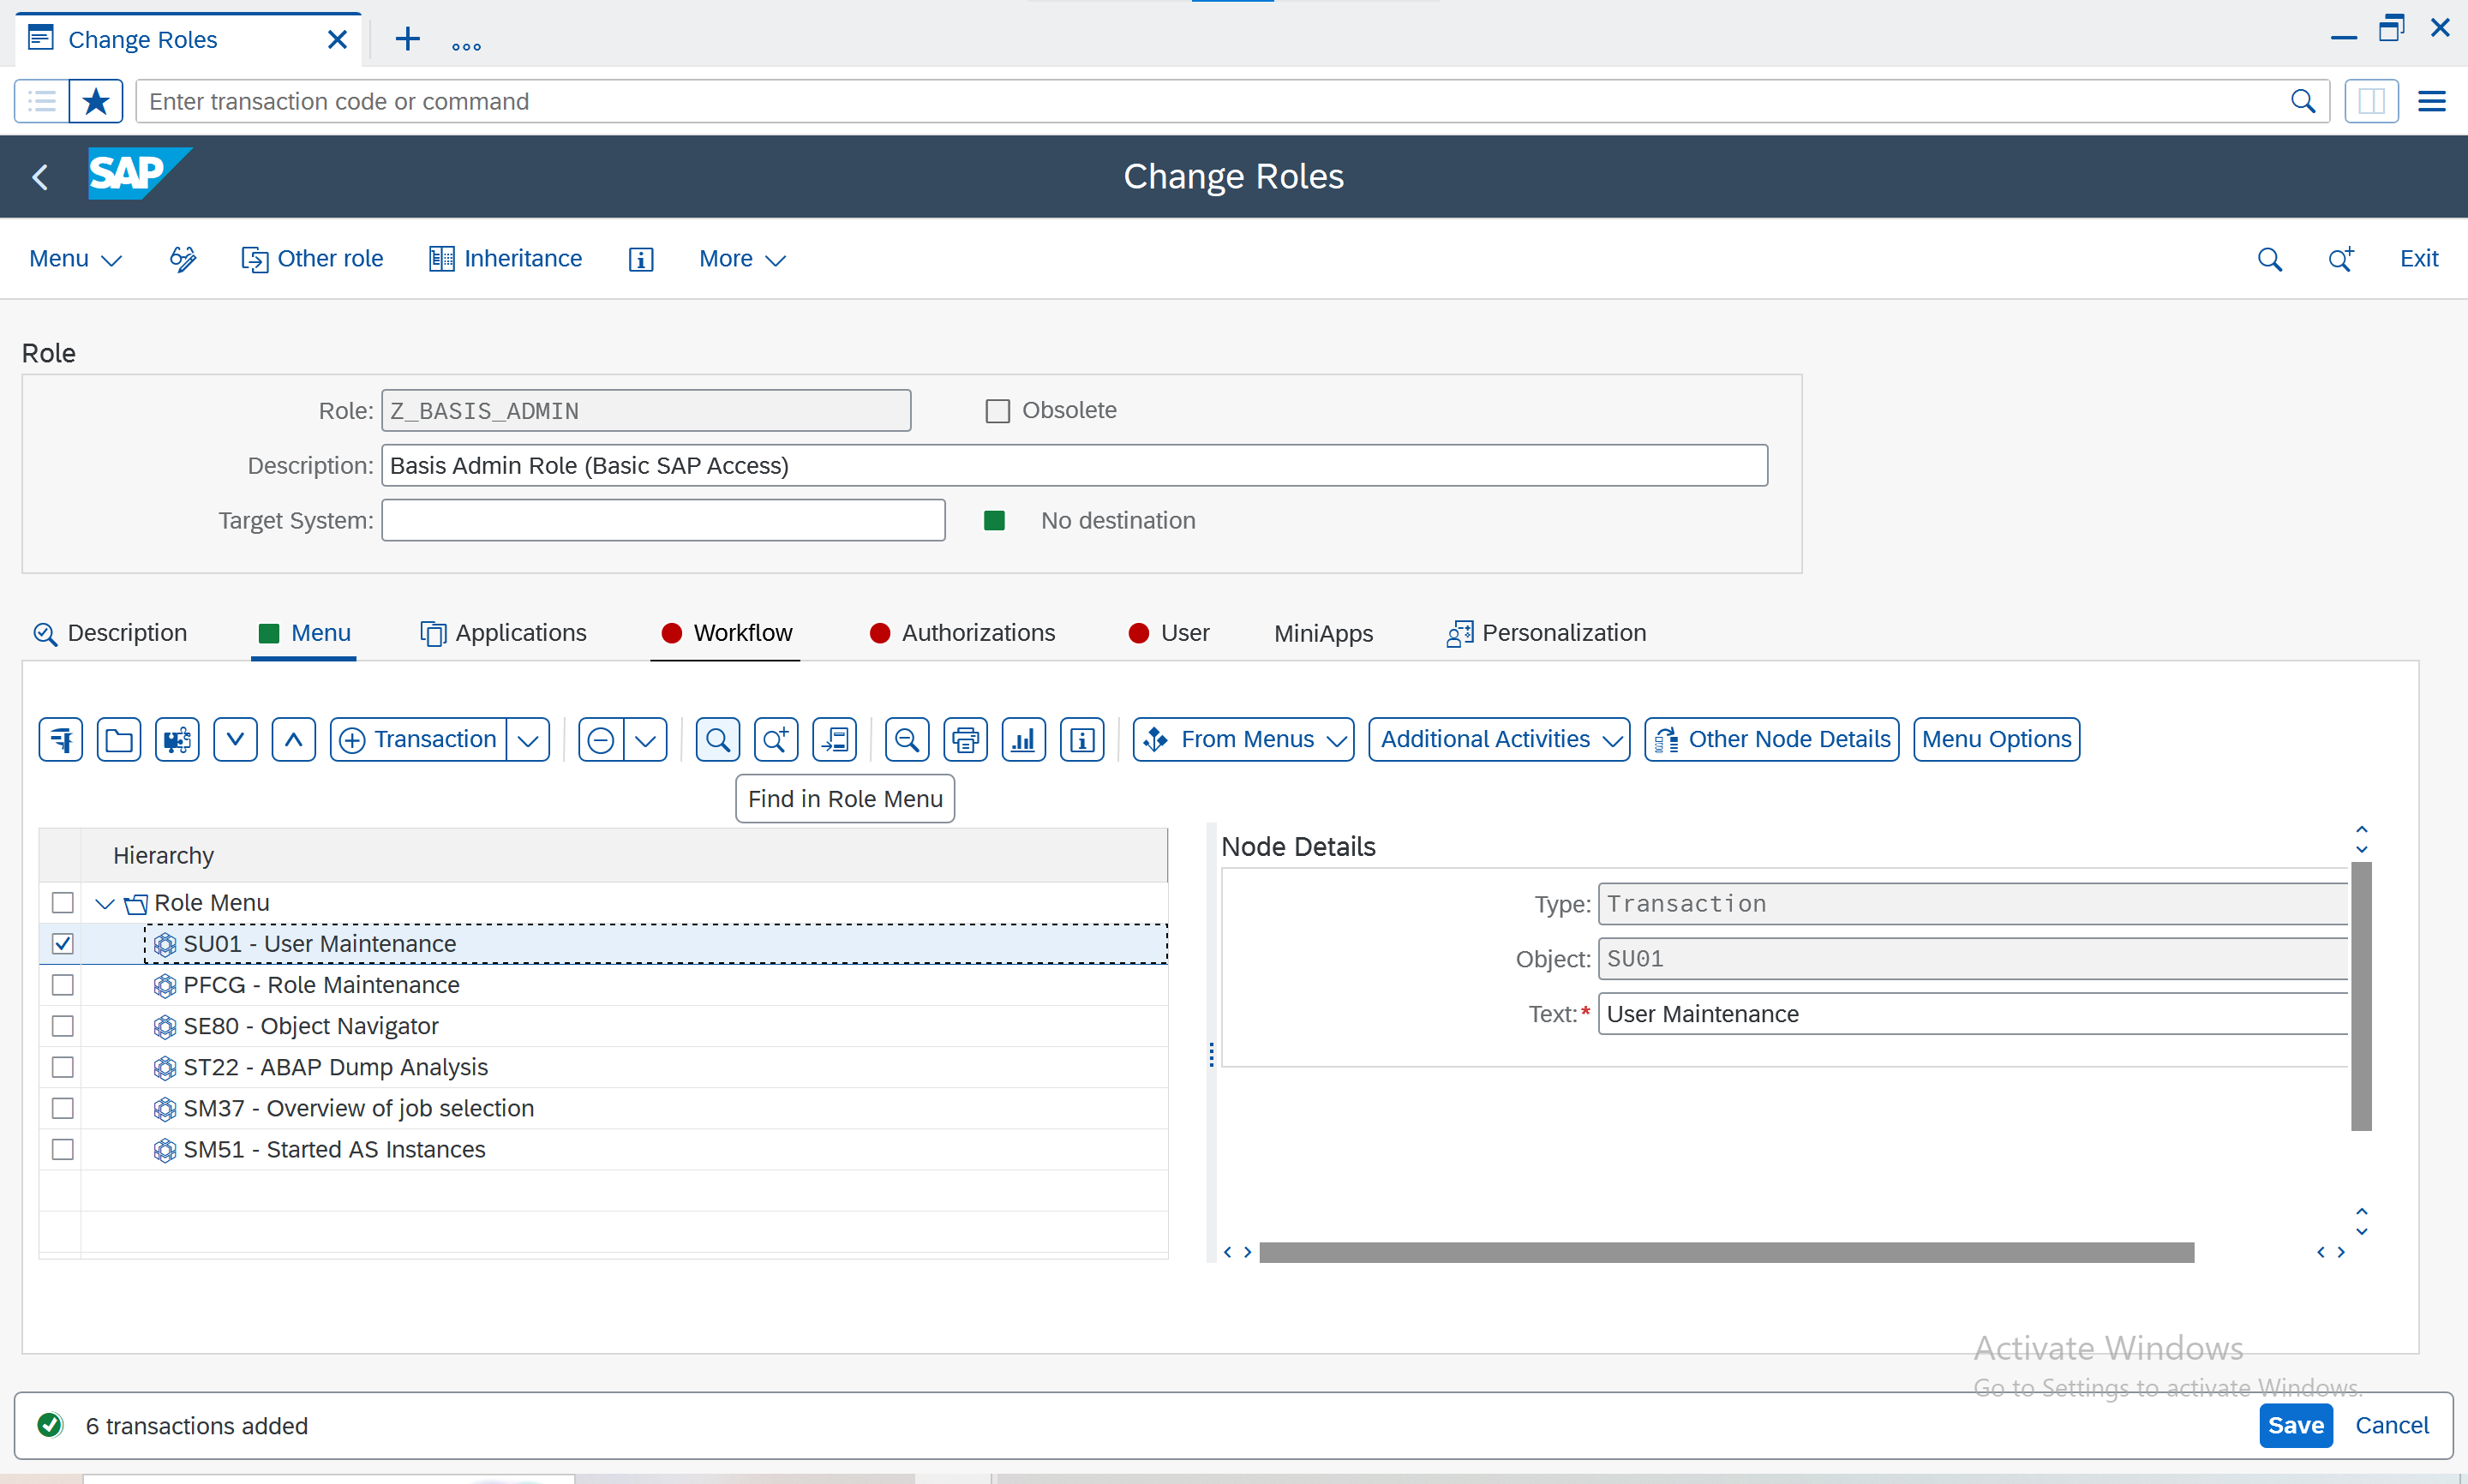 Change Roles
Enter transaction code or command
SAP
Change Roles
Menu Other role Inheritance More Exit
Role
Role: Z_BASIS_ADMIN Obsolete
Description: Basis Admin Role (Basic SAP Access)
Target System: No destination
Description Menu Applications Workflow Authorizations User MiniApps Personalization
Transaction From Menus Additional Activities Other Node Details Menu Options
Find in Role Menu
Hierarchy
Role Menu
SU01 - User Maintenance
PFCG - Role Maintenance
SE80 - Object Navigator
ST22 - ABAP Dump Analysis
SM37 - Overview of job selection
SM51 - Started AS Instances
Node Details
Type: Transaction
Object: SU01
Text:* User Maintenance
Activate Windows
Go to Settings to activate Windows.
6 transactions added
Save Cancel